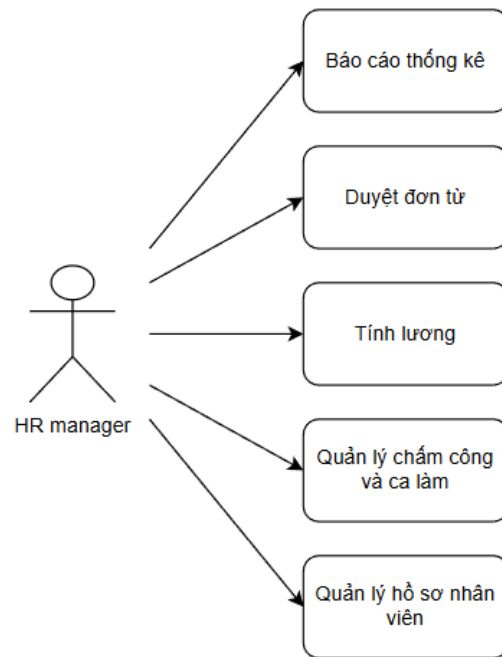 Báo cáo thống kê
Duyệt đơn từ
Tính lương
HR manager
Quản lý chấm công
và ca làm
Quản lý hồ sơ nhân
viên